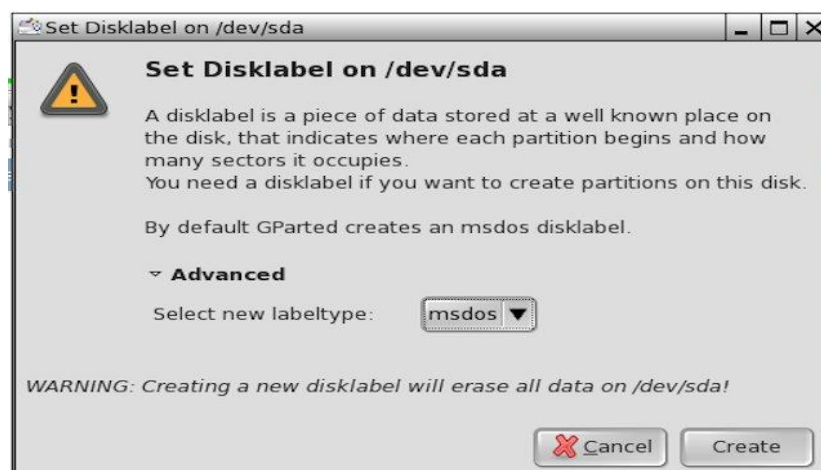 Set Disklabel on /dev/sda
Set Disklabel on /dev/sda
A disklabel is a piece of data stored at a well known place on
the disk, that indicates where each partition begins and how
many sectors it occupies.
You need a disklabel if you want to create partitions on this disk.
By default GParted creates an msdos disklabel.
Advanced
Select new labeltype: msdos
WARNING: Creating a new disklabel will erase all data on /dev/sda!
Cancel Create